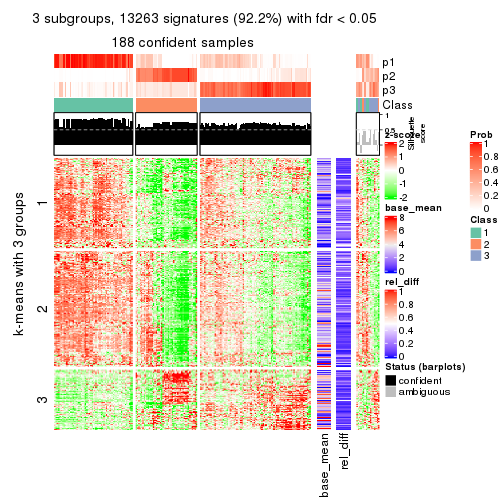 3 subgroups, 13263 signatures (92.2%) with fdr < 0.05
188 confident samples
p1
p2
p3
Class
1
0.5
0
Silhouette
score
k-means with 3 groups
1
2
3
base_mean
rel_diff
z-score
2
1
0
-1
-2
base_mean
8
6
4
2
0
rel_diff
1
0.8
0.6
0.4
0.2
0
Status (barplots)
confident
ambiguous
Prob
1
0.8
0.6
0.4
0.2
0
Class
1
2
3